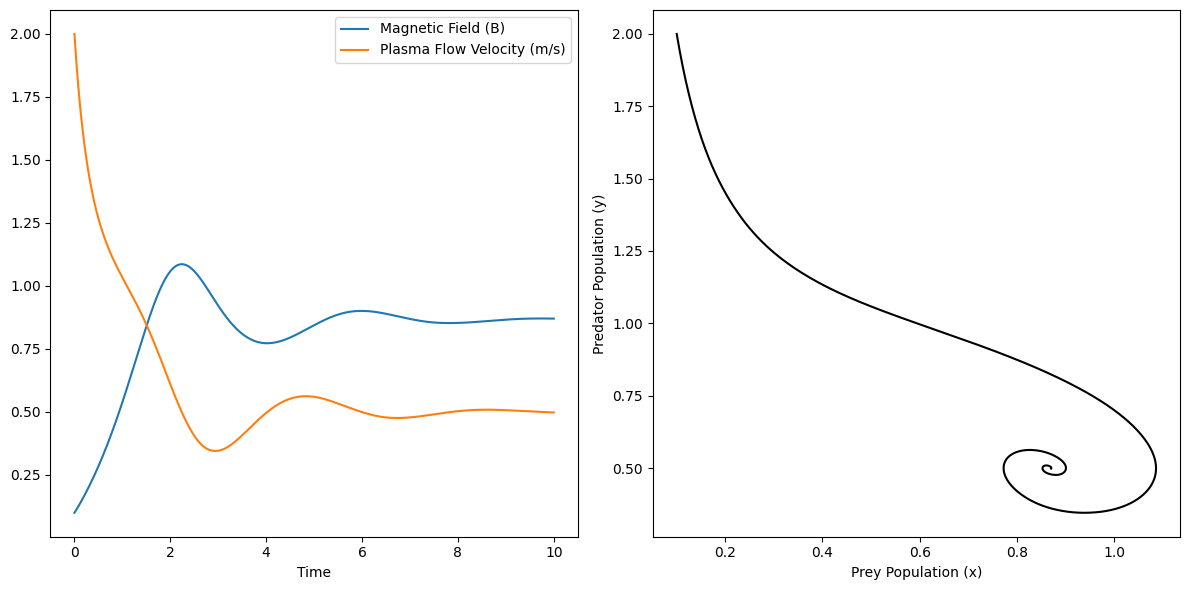 Magnetic Field (B)
Plasma Flow Velocity (m/s)
2.00
1.75
1.50
1.25
1.00
0.75
0.50
0.25
0 2 4 6 8 10
Time
2.00
1.75
1.50
1.25
1.00
0.75
0.50
Predator Population (y)
0.2 0.4 0.6 0.8 1.0
Prey Population (x)